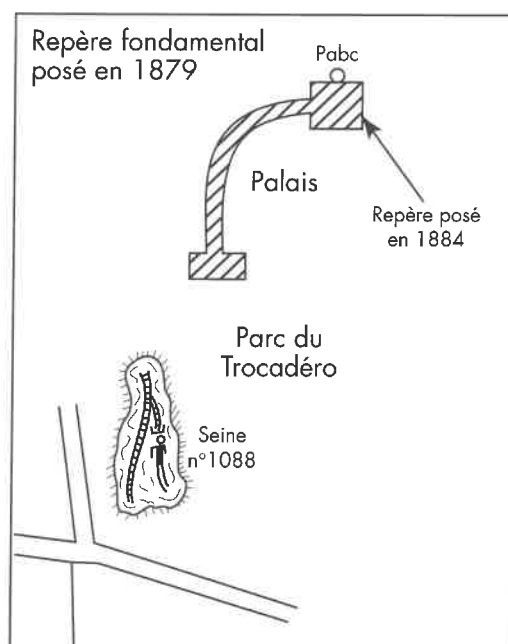 Repère fondamental
posé en 1879
Pabc
Palais
Repère posé
en 1884
Parc du
Trocadéro
Seine
n°1088